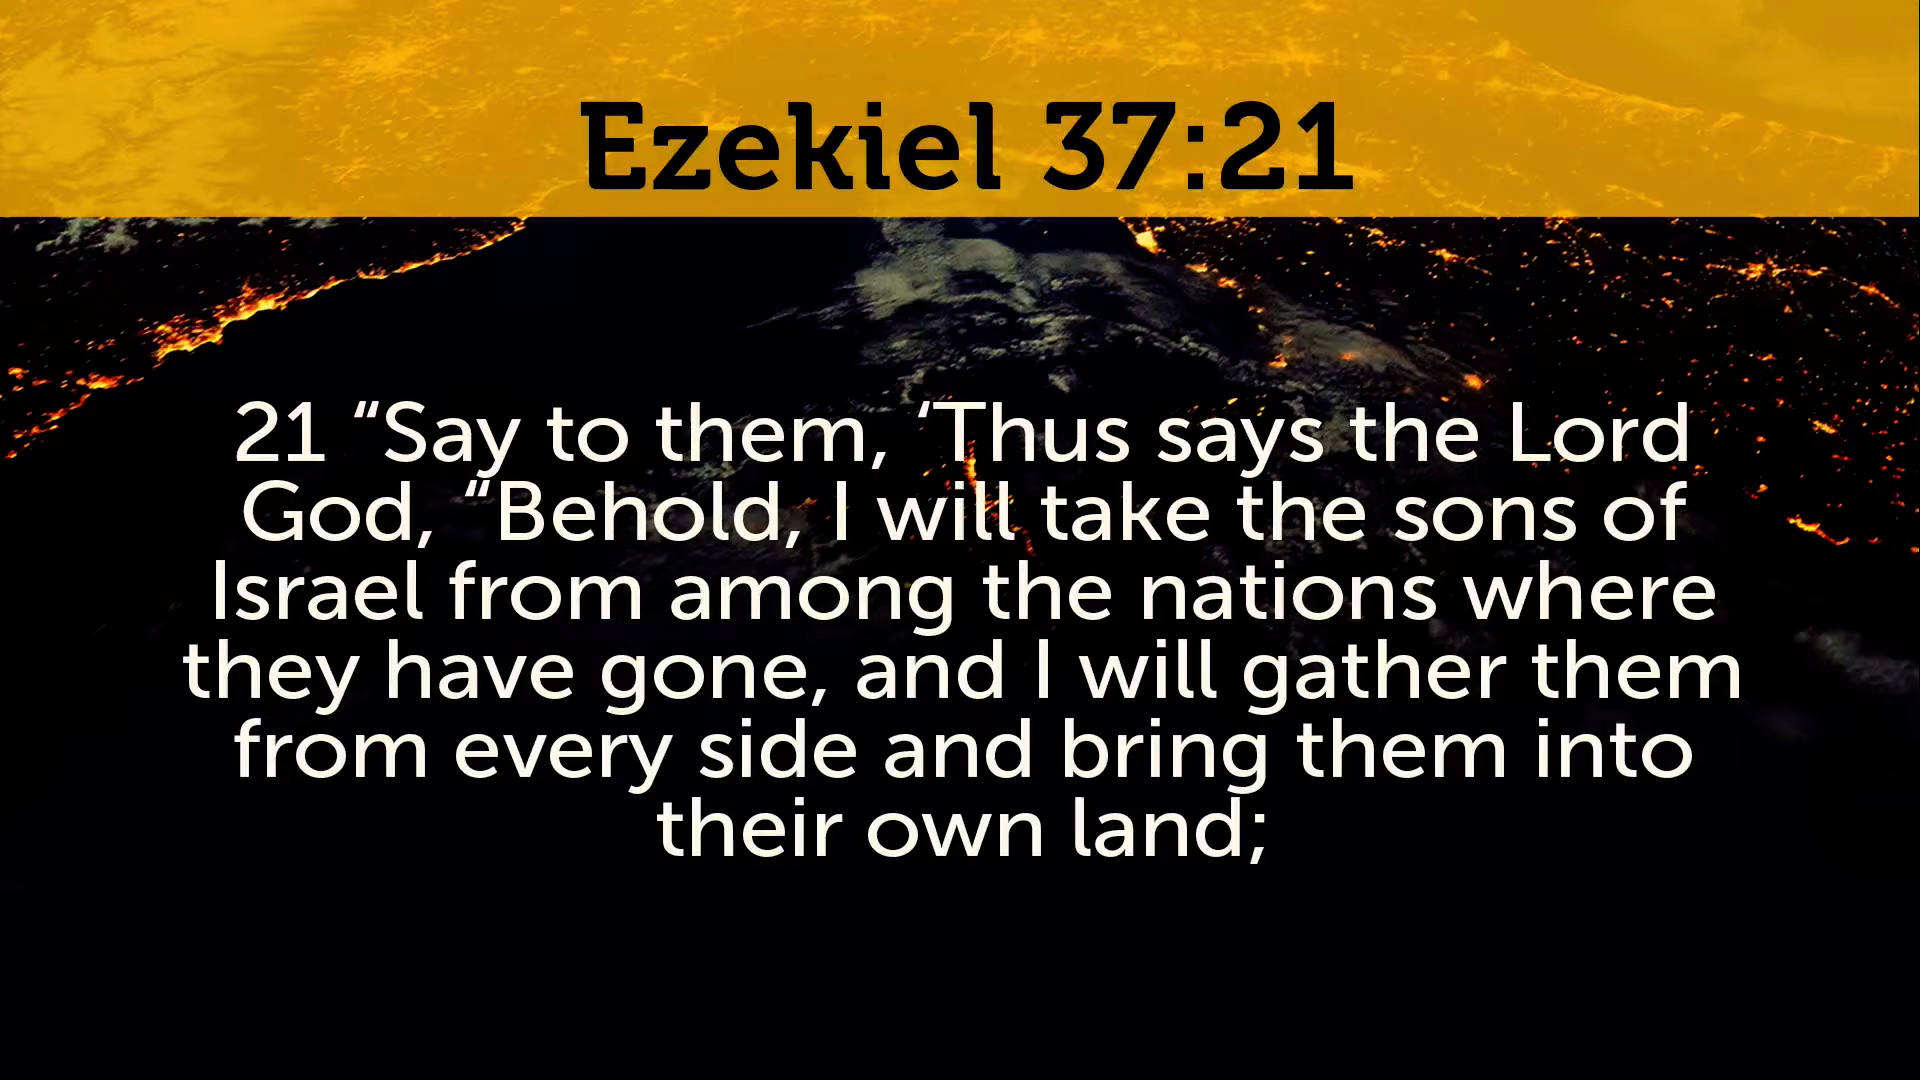 Ezekiel 37:21
21 “Say to them, ‘Thus says the Lord
God, “Behold, I will take the sons of
Israel from among the nations where
they have gone, and I will gather them
from every side and bring them into
their own land;